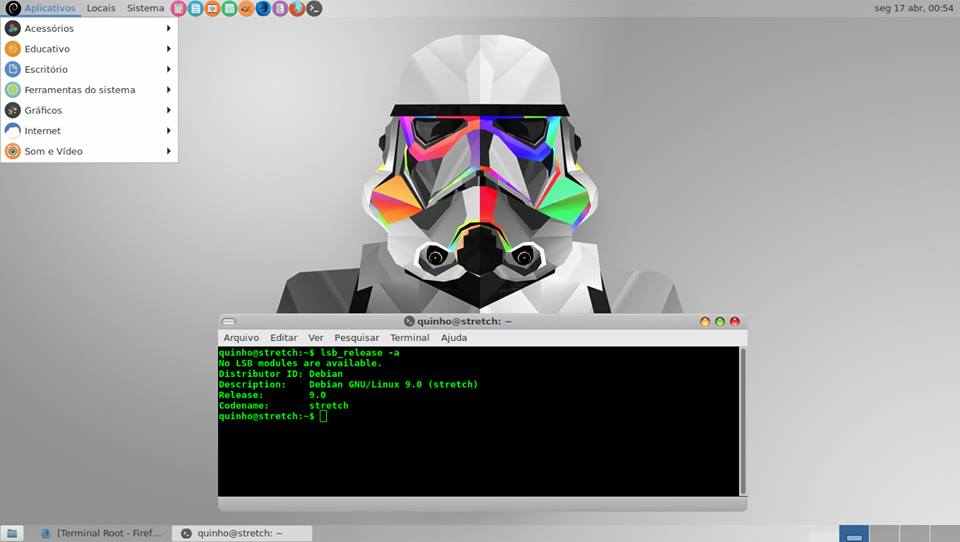 Aplicativos Locais Sistema seg 17 abr, 00:54
Acessórios
Educativo
Escritório
Ferramentas do sistema
Gráficos
Internet
Som e Vídeo
quinho@stretch: ~
Arquivo Editar Ver Pesquisar Terminal Ajuda
quinho@stretch:~$ lsb_release -a
No LSB modules are available.
Distributor ID: Debian
Description: Debian GNU/Linux 9.0 (stretch)
Release: 9.0
Codename: stretch
quinho@stretch:~$
[Terminal Root - Firef... quinho@stretch: ~